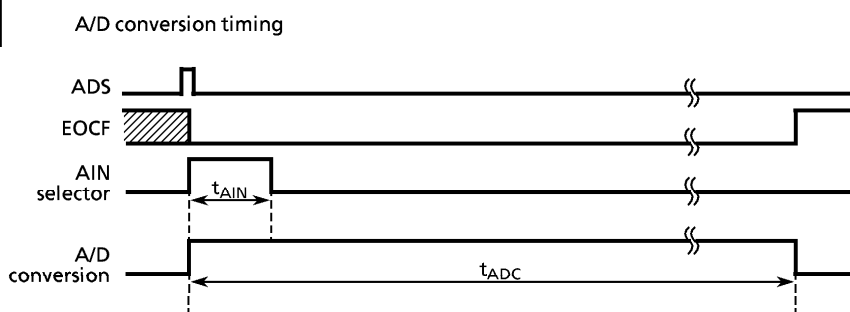 A/D conversion timing
ADS
EOCF
AIN
selector
tAIN
A/D
conversion
tADC